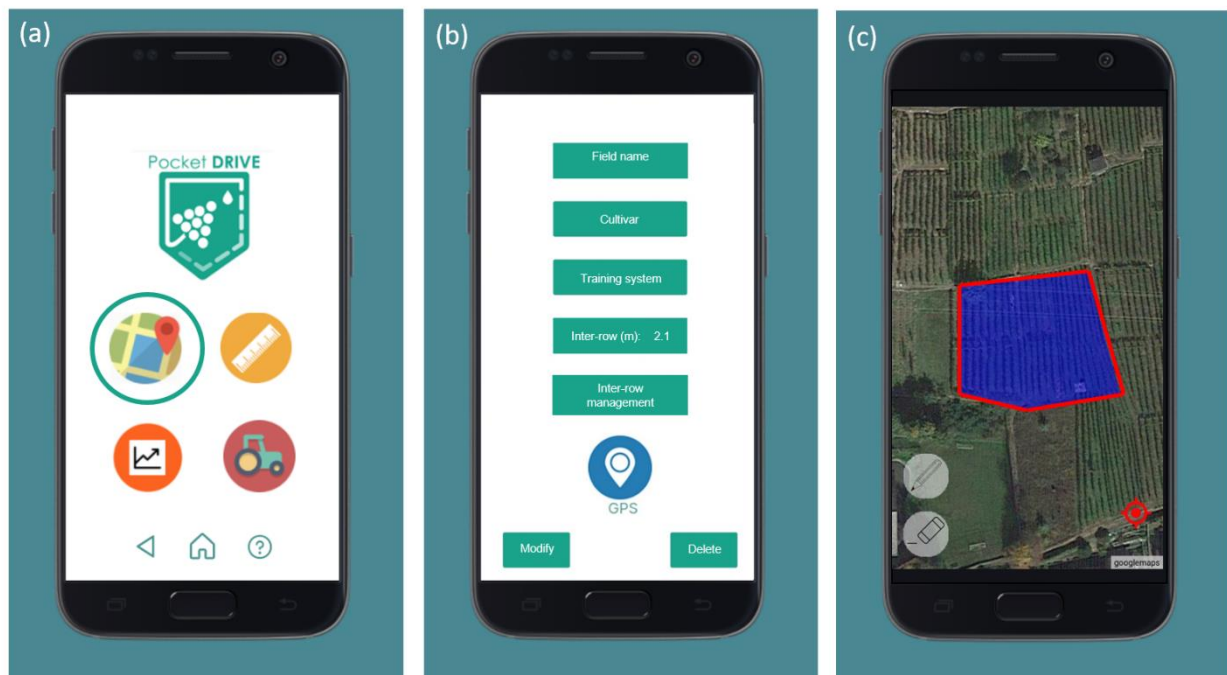 (a)
Pocket DRIVE
(b)
Field name
Cultivar
Training system
Inter-row (m): 2.1
Inter-row
management
GPS
Modify
Delete
(c)
googlemaps